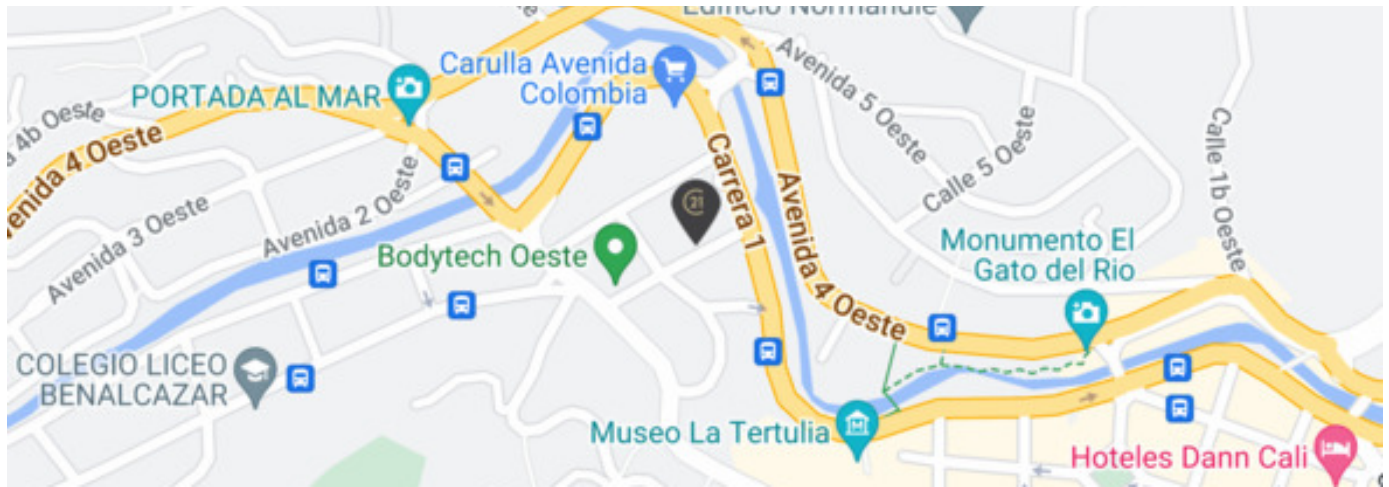 Edificio Normandie
Carulla Avenida
Colombia
PORTADA AL MAR
Avenida 5 Oeste
4b Oeste
Avenida 4 Oeste
Calle 1b Oeste
Calle 5 Oeste
Carrera 1
21
Avenida 2 Oeste
Avenida 3 Oeste
Bodytech Oeste
Avenida 4 Oeste
Monumento El
Gato del Rio
COLEGIO LICEO
BENALCAZAR
Museo La Tertulia
Hoteles Dann Cali